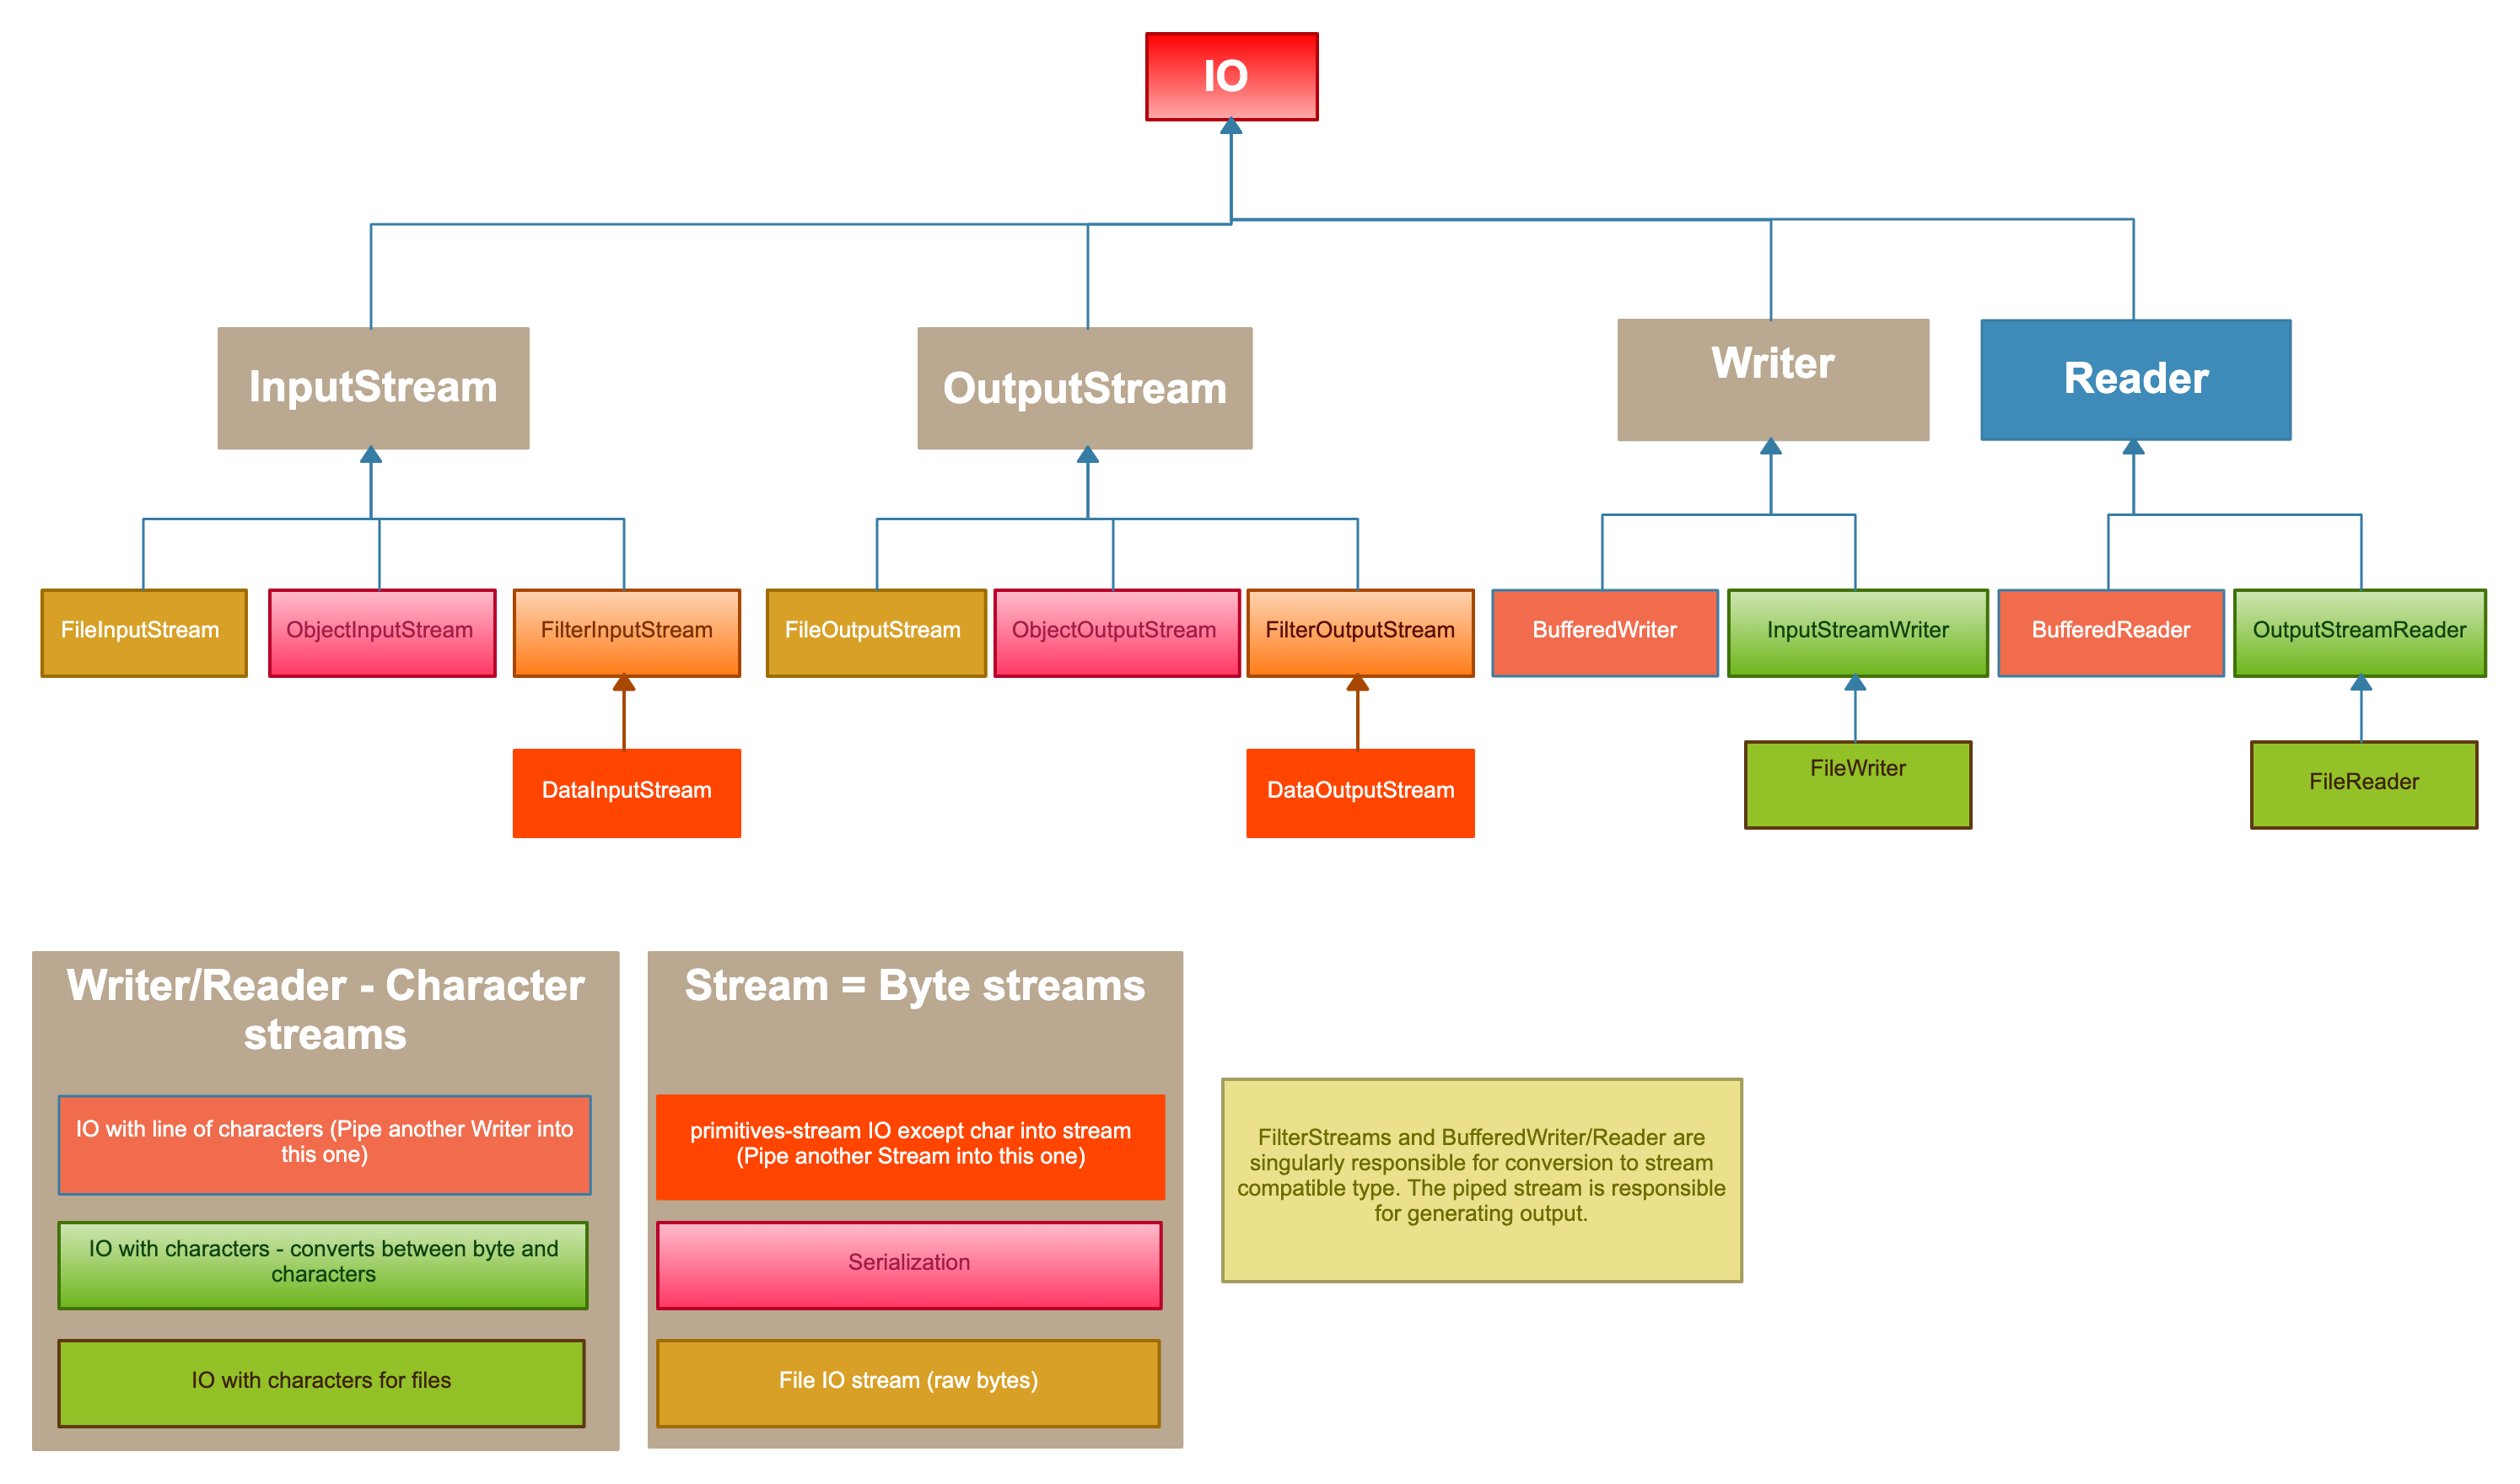 IO
InputStream
OutputStream
Writer
Reader
FileInputStream
ObjectInputStream
FilterInputStream
FileOutputStream
ObjectOutputStream
FilterOutputStream
BufferedWriter
InputStreamWriter
BufferedReader
OutputStreamReader
DataInputStream
DataOutputStream
FileWriter
FileReader
Writer/Reader - Character
streams
IO with line of characters (Pipe another Writer into
this one)
IO with characters - converts between byte and
characters
IO with characters for files
Stream = Byte streams
primitives-stream IO except char into stream
(Pipe another Stream into this one)
Serialization
File IO stream (raw bytes)
FilterStreams and BufferedWriter/Reader are
singularly responsible for conversion to stream
compatible type. The piped stream is responsible
for generating output.